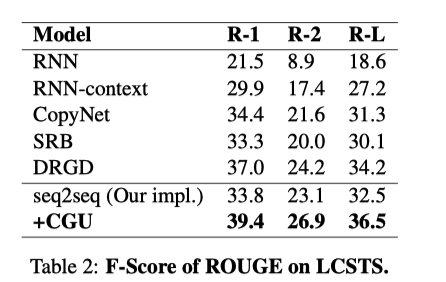 Model R-1 R-2 R-L
RNN 21.5 8.9 18.6
RNN-context 29.9 17.4 27.2
CopyNet 34.4 21.6 31.3
SRB 33.3 20.0 30.1
DRGD 37.0 24.2 34.2
seq2seq (Our impl.) 33.8 23.1 32.5
+CGU 39.4 26.9 36.5
Table 2: F-Score of ROUGE on LCSTS.